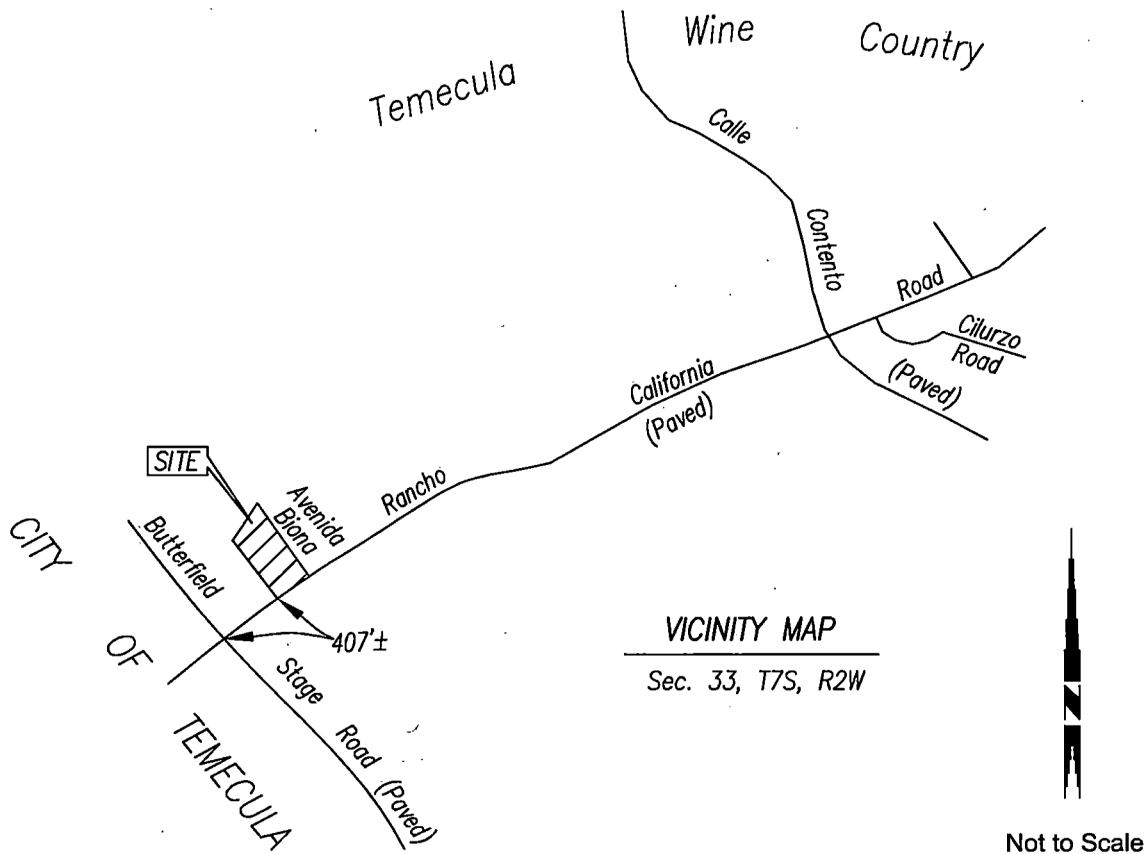 Wine Country
Temecula
Calle
Contento
Road
Cilurzo
Road
(Paved)
California
(Paved)
Rancho
SITE
Avenida
Biona
Butterfield
CITY
OF
TEMECULA
407'±
Stage
Road
(Paved)
VICINITY MAP
Sec. 33, T7S, R2W
N
Not to Scale